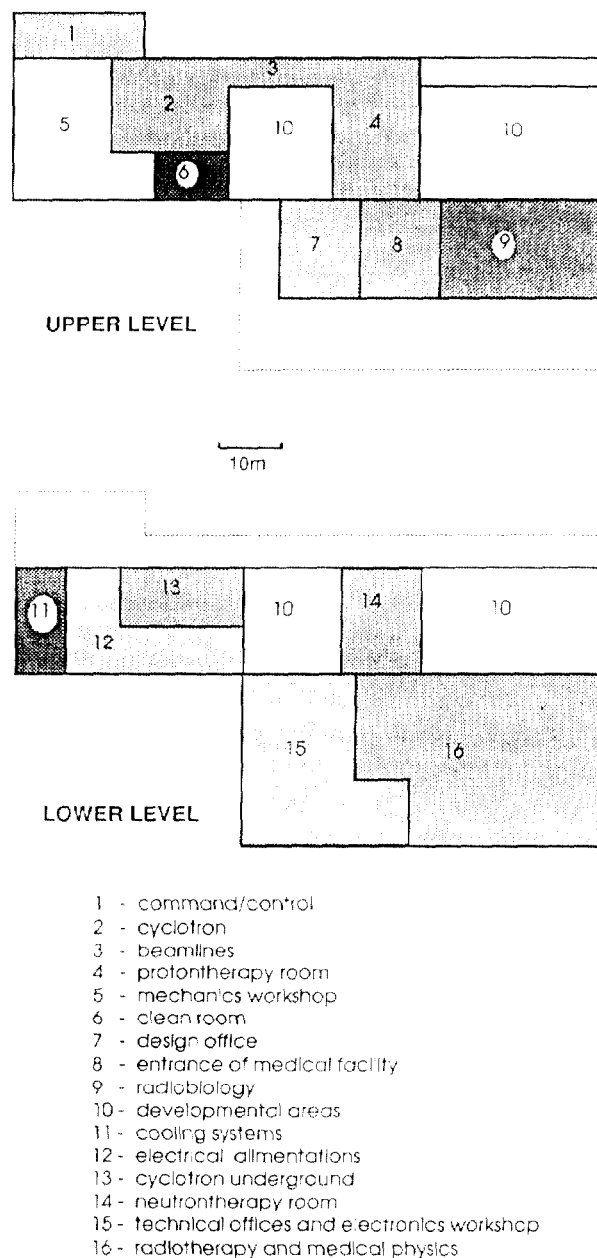 1
3
2
5
10
4
10
6
7
8
9
UPPER LEVEL
10m
11
13
10
14
10
12
15
16
LOWER LEVEL
1 - command/control
2 - cyclotron
3 - beamlines
4 - protontherapy room
5 - mechanics workshop
6 - clean room
7 - design office
8 - entrance of medical facility
9 - radiobiology
10 - developmental areas
11 - cooling systems
12 - electrical alimentations
13 - cyclotron underground
14 - neutrontherapy room
15 - technical offices and electronics workshop
16 - radiotherapy and medical physics